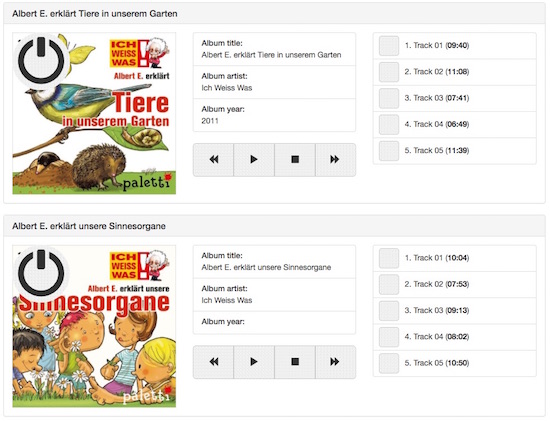 Albert E. erklärt Tiere in unserem Garten
ICH
WEISS
WAS!
Albert E. erklärt
Tiere
in unserem Garten
paletti
Album title:
Albert E. erklärt Tiere in unserem Garten
Album artist:
Ich Weiss Was
Album year:
2011
1. Track 01 (09:40)
2. Track 02 (11:08)
3. Track 03 (07:41)
4. Track 04 (06:49)
5. Track 05 (11:39)
Albert E. erklärt unsere Sinnesorgane
ICH
WEISS
WAS!
Albert E. erklärt unsere
Sinnesorgane
paletti
Album title:
Albert E. erklärt unsere Sinnesorgane
Album artist:
Ich Weiss Was
Album year:
1. Track 01 (10:04)
2. Track 02 (07:53)
3. Track 03 (09:13)
4. Track 04 (08:02)
5. Track 05 (10:50)